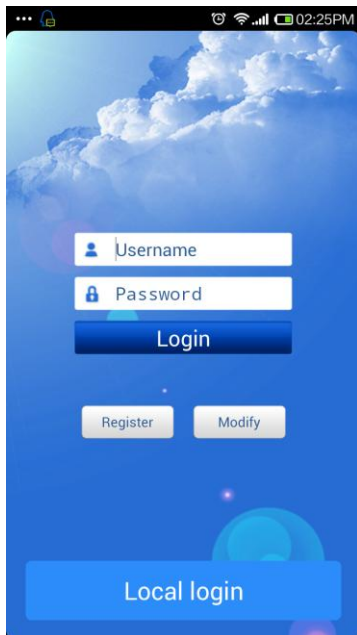 02:25PM
Username
Password
Login
Register Modify
Local login